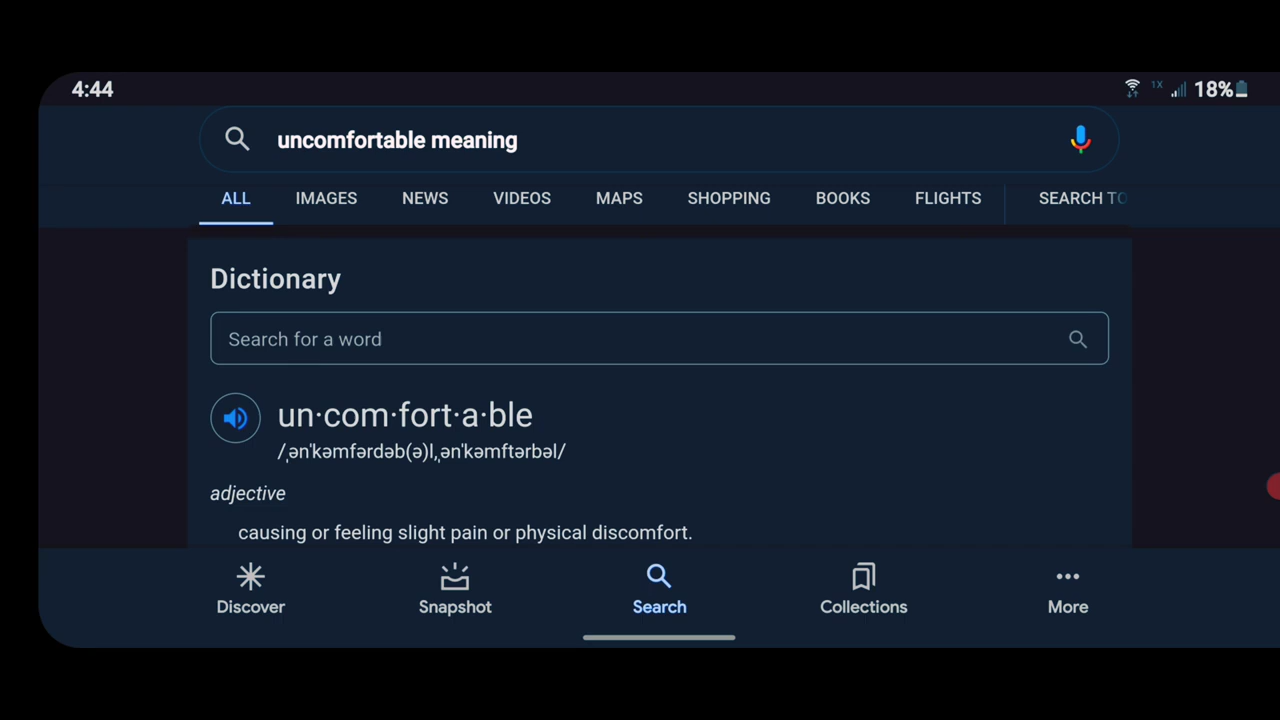 4:44
1X 18%
uncomfortable meaning
ALL IMAGES NEWS VIDEOS MAPS SHOPPING BOOKS FLIGHTS SEARCH TO
Dictionary
Search for a word
un·com·fort·a·ble
/ˌənˈkəmfərdəb(ə)l,ˌənˈkəmftərbəl/
adjective
causing or feeling slight pain or physical discomfort.
Discover Snapshot Search Collections More